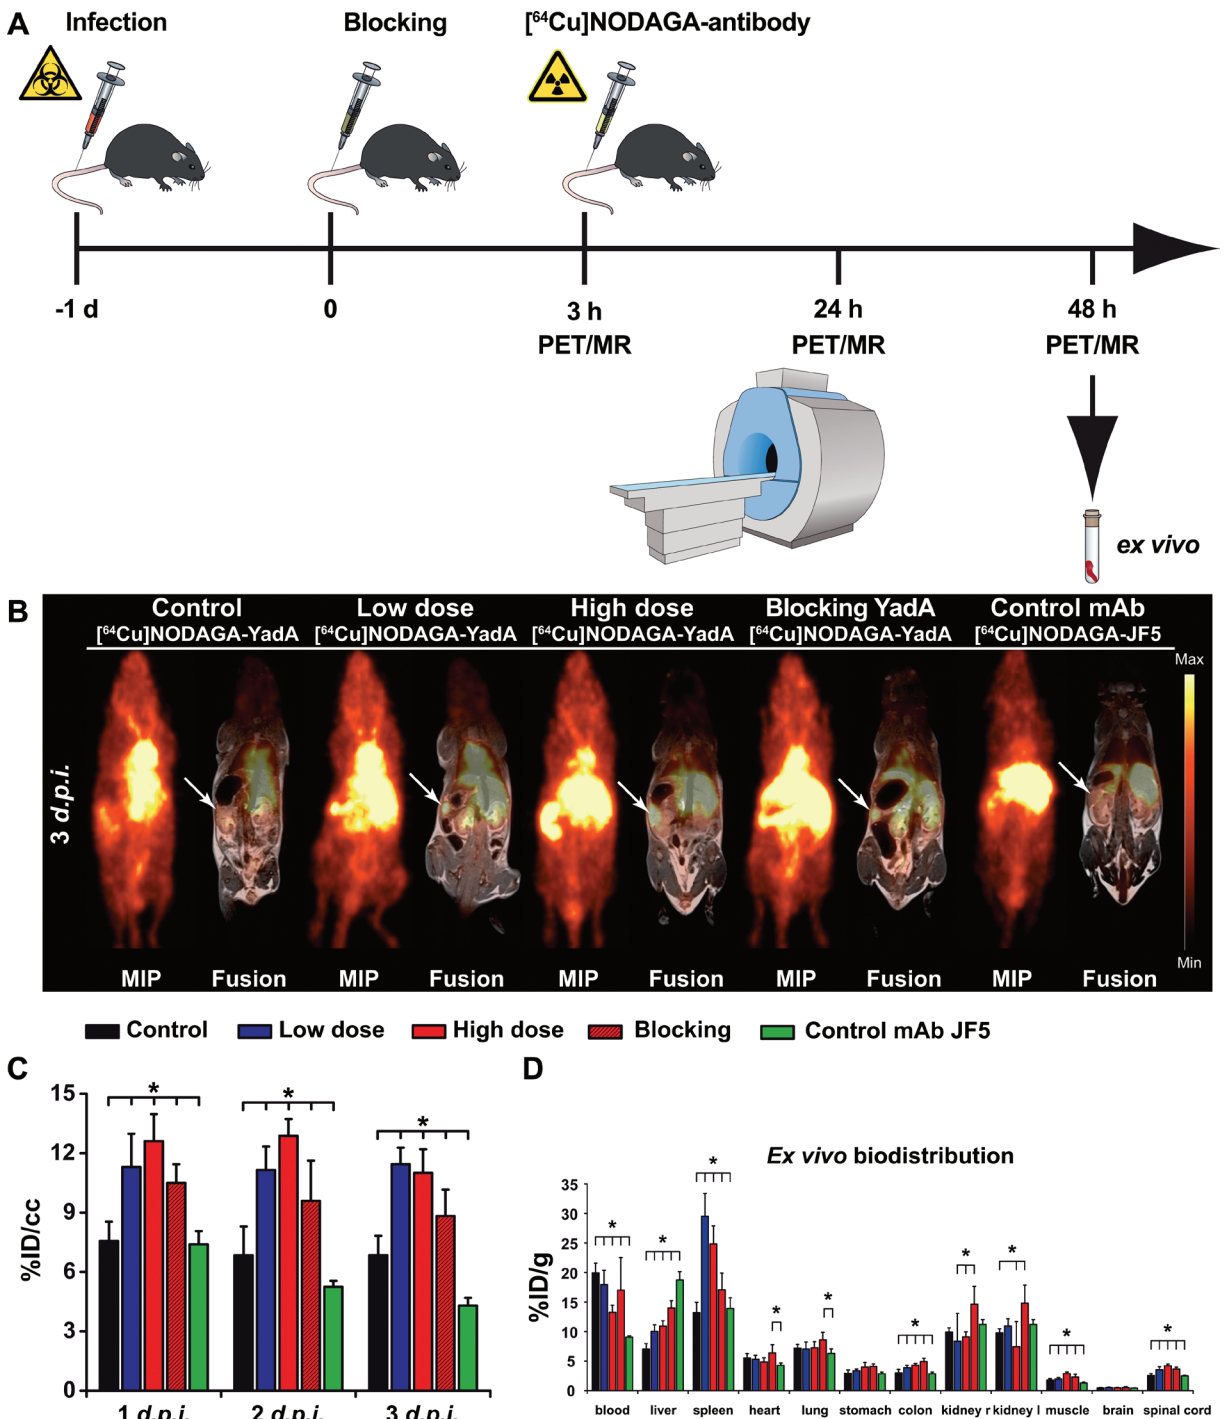 A
Infection
Blocking
[⁶⁴Cu]NODAGA-antibody
-1 d
0
3 h
24 h
48 h
PET/MR
PET/MR
PET/MR
ex vivo
B
Control
[⁶⁴Cu]NODAGA-YadA
Low dose
[⁶⁴Cu]NODAGA-YadA
High dose
[⁶⁴Cu]NODAGA-YadA
Blocking YadA
[⁶⁴Cu]NODAGA-YadA
Control mAb
[⁶⁴Cu]NODAGA-JF5
Max
3 d.p.i.
Min
MIP
Fusion
MIP
Fusion
MIP
Fusion
MIP
Fusion
MIP
Fusion
Control
Low dose
High dose
Blocking
Control mAb JF5
C
%ID/cc
15
12
9
6
3
0
*
*
*
1 d.p.i.
2 d.p.i.
3 d.p.i.
D
Ex vivo biodistribution
%ID/g
35
30
25
20
15
10
5
0
*
*
*
*
*
*
*
*
*
*
blood
liver
spleen
heart
lung
stomach
colon
kidney r
kidney l
muscle
brain
spinal cord